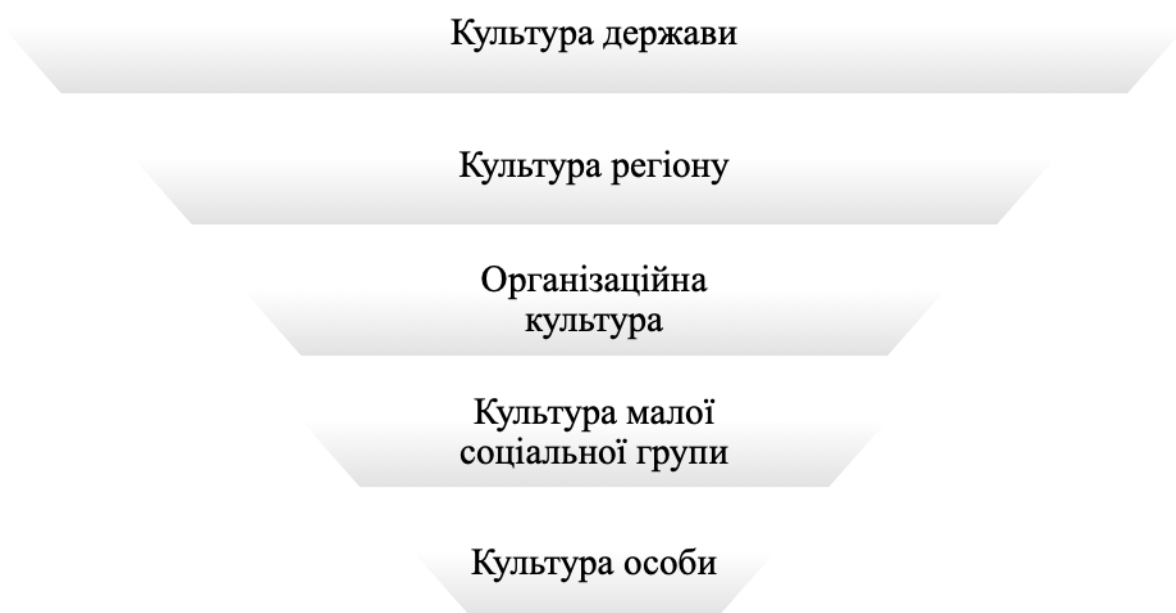 Культура держави
Культура регіону
Організаційна
культура
Культура малої
соціальної групи
Культура особи